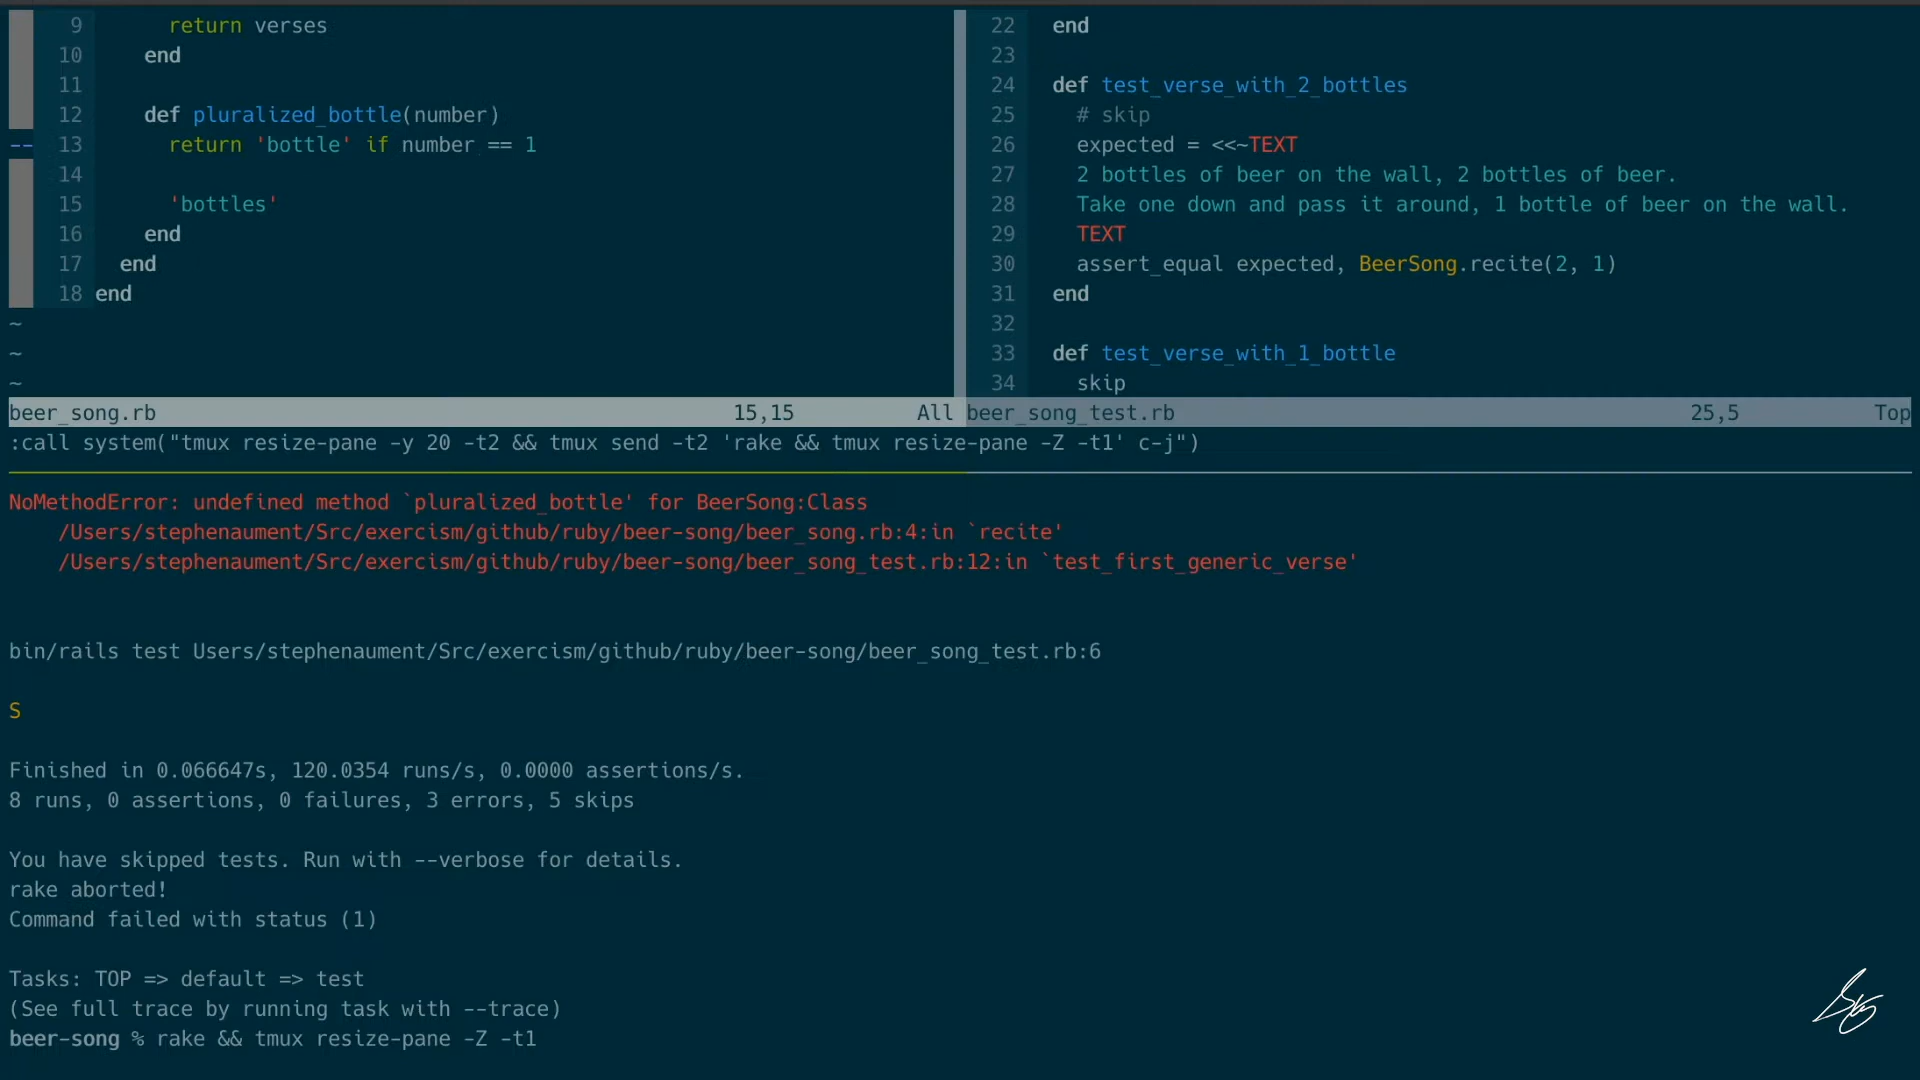 9 return verses
10 end
11
12 def pluralized_bottle(number)
13 return 'bottle' if number == 1
14
15 'bottles'
16 end
17 end
18 end
~
~
~
beer_song.rb 15,15 All
22 end
23
24 def test_verse_with_2_bottles
25 # skip
26 expected = <<~TEXT
27 2 bottles of beer on the wall, 2 bottles of beer.
28 Take one down and pass it around, 1 bottle of beer on the wall.
29 TEXT
30 assert_equal expected, BeerSong.recite(2, 1)
31 end
32
33 def test_verse_with_1_bottle
34 skip
beer_song_test.rb 25,5 Top
:call system("tmux resize-pane -y 20 -t2 && tmux send -t2 'rake && tmux resize-pane -Z -t1' c-j")
NoMethodError: undefined method `pluralized_bottle' for BeerSong:Class
/Users/stephenaument/Src/exercism/github/ruby/beer-song/beer_song.rb:4:in `recite'
/Users/stephenaument/Src/exercism/github/ruby/beer-song/beer_song_test.rb:12:in `test_first_generic_verse'
bin/rails test Users/stephenaument/Src/exercism/github/ruby/beer-song/beer_song_test.rb:6
S
Finished in 0.066647s, 120.0354 runs/s, 0.0000 assertions/s.
8 runs, 0 assertions, 0 failures, 3 errors, 5 skips
You have skipped tests. Run with --verbose for details.
rake aborted!
Command failed with status (1)
Tasks: TOP => default => test
(See full trace by running task with --trace)
beer-song % rake && tmux resize-pane -Z -t1